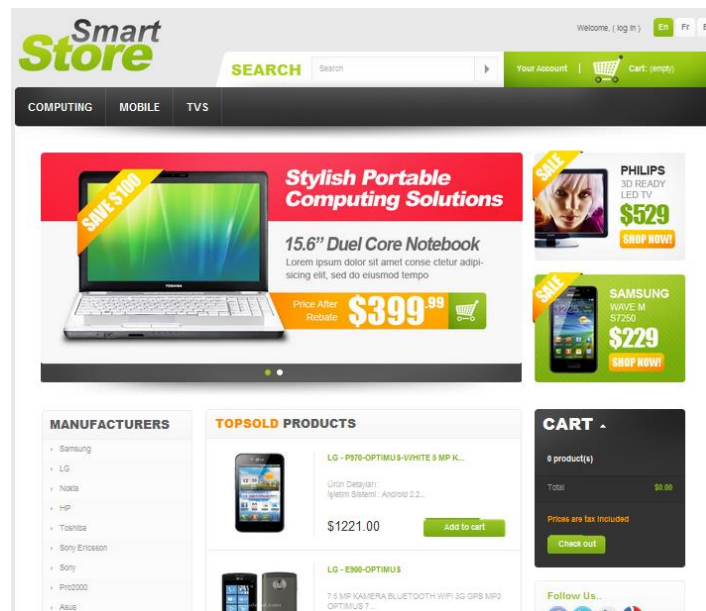 Smart
Store
Welcome, ( log in )
En
Fr
SEARCH
Search
Your Account | Cart: (empty)
COMPUTING MOBILE TVS
SAVE $100
Stylish Portable
Computing Solutions
15.6” Duel Core Notebook
Lorem ipsum dolor sit amet conse ctetur adipi-
sicing elit, sed do eiusmod tempo
Price After
Rebate
$399.99
TOSHIBA
SALE
PHILIPS
3D READY
LED TV
$529
SHOP NOW!
SALE
SAMSUNG
WAVE M
S7250
$229
SHOP NOW!
MANUFACTURERS
Samsung
LG
Nokia
HP
Toshiba
Sony Ericsson
Sony
Pro2000
Asus
TOPSOLD PRODUCTS
LG - P970-OPTIMUS-WHITE 5 MP K...
Ürün Detayları:
İşletim Sistemi : Android 2.2...
$1221.00
Add to cart
LG - E900-OPTIMUS
7 5 MP KAMERA BLUETOOTH WIFI 3G GPS MP3
OPTIMUS 7...
CART
0 product(s)
Total $0.00
Prices are tax included
Check out
Follow Us..